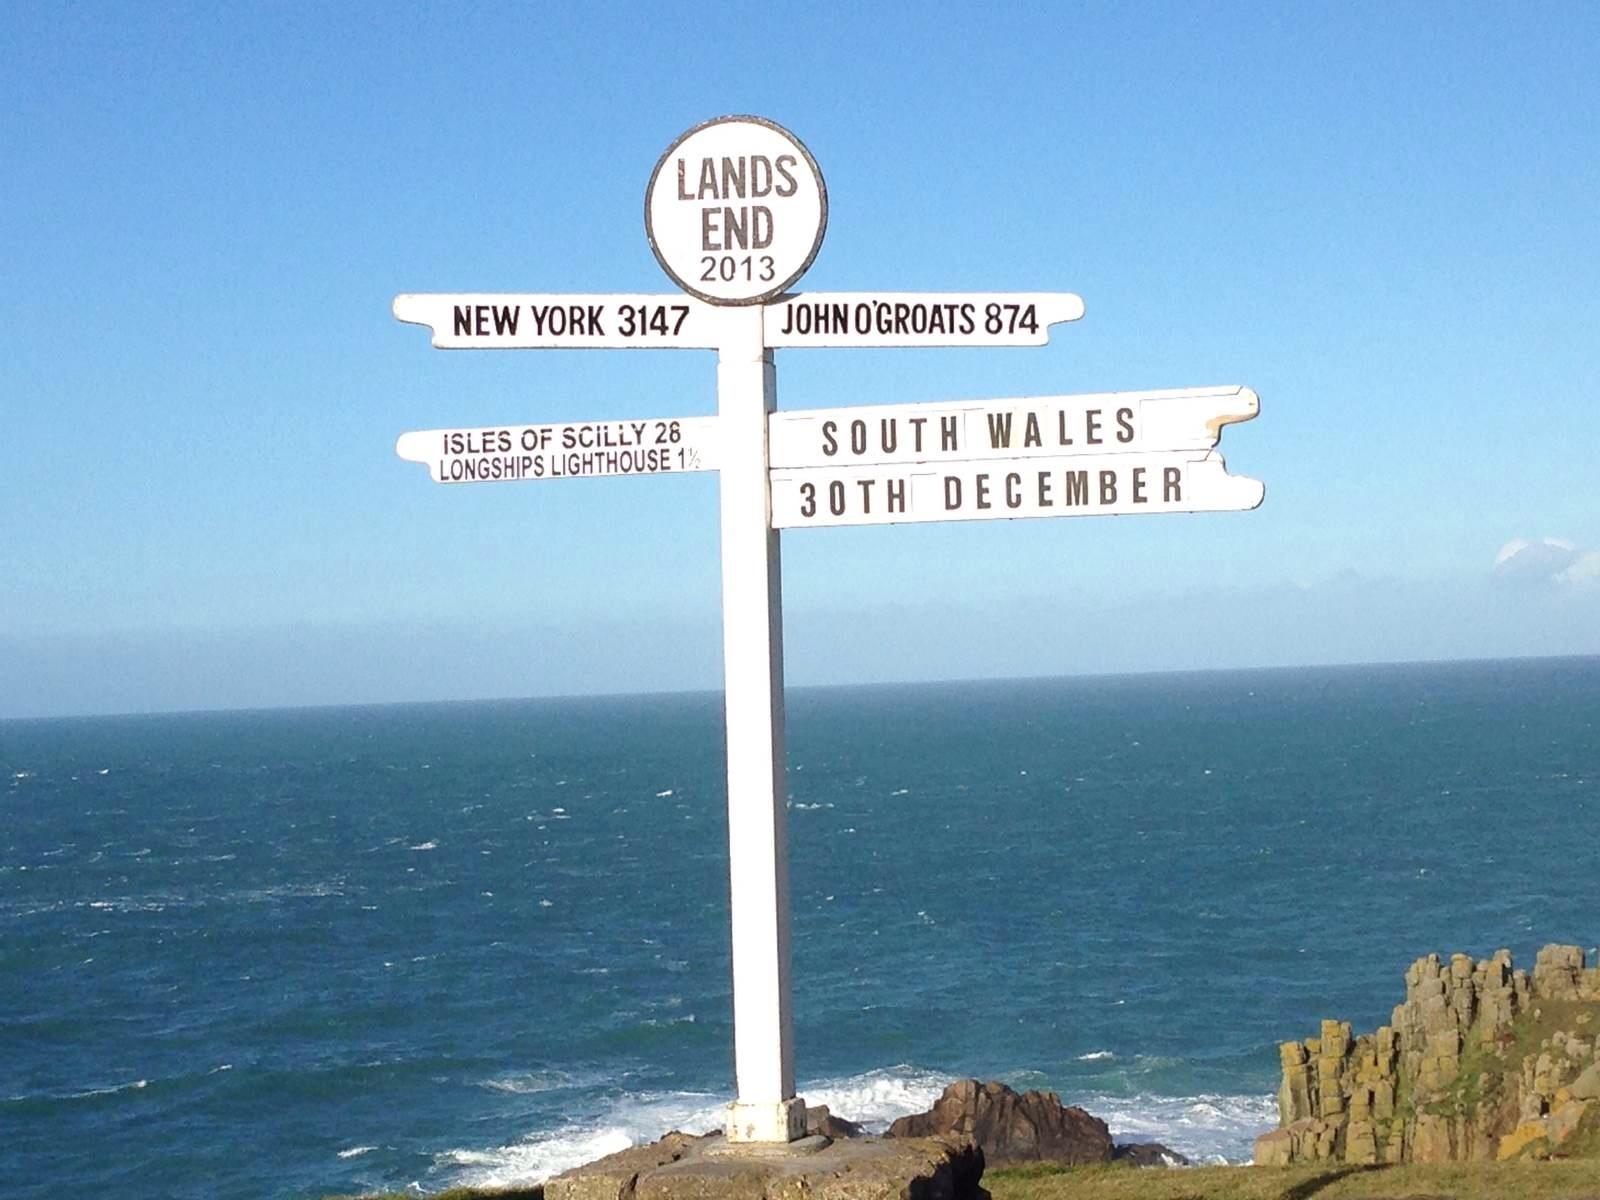 LANDS
END
2013
NEW YORK 3147
JOHN O'GROATS 874
ISLES OF SCILLY 28
LONGSHIPS LIGHTHOUSE 1½
SOUTH WALES
30TH DECEMBER